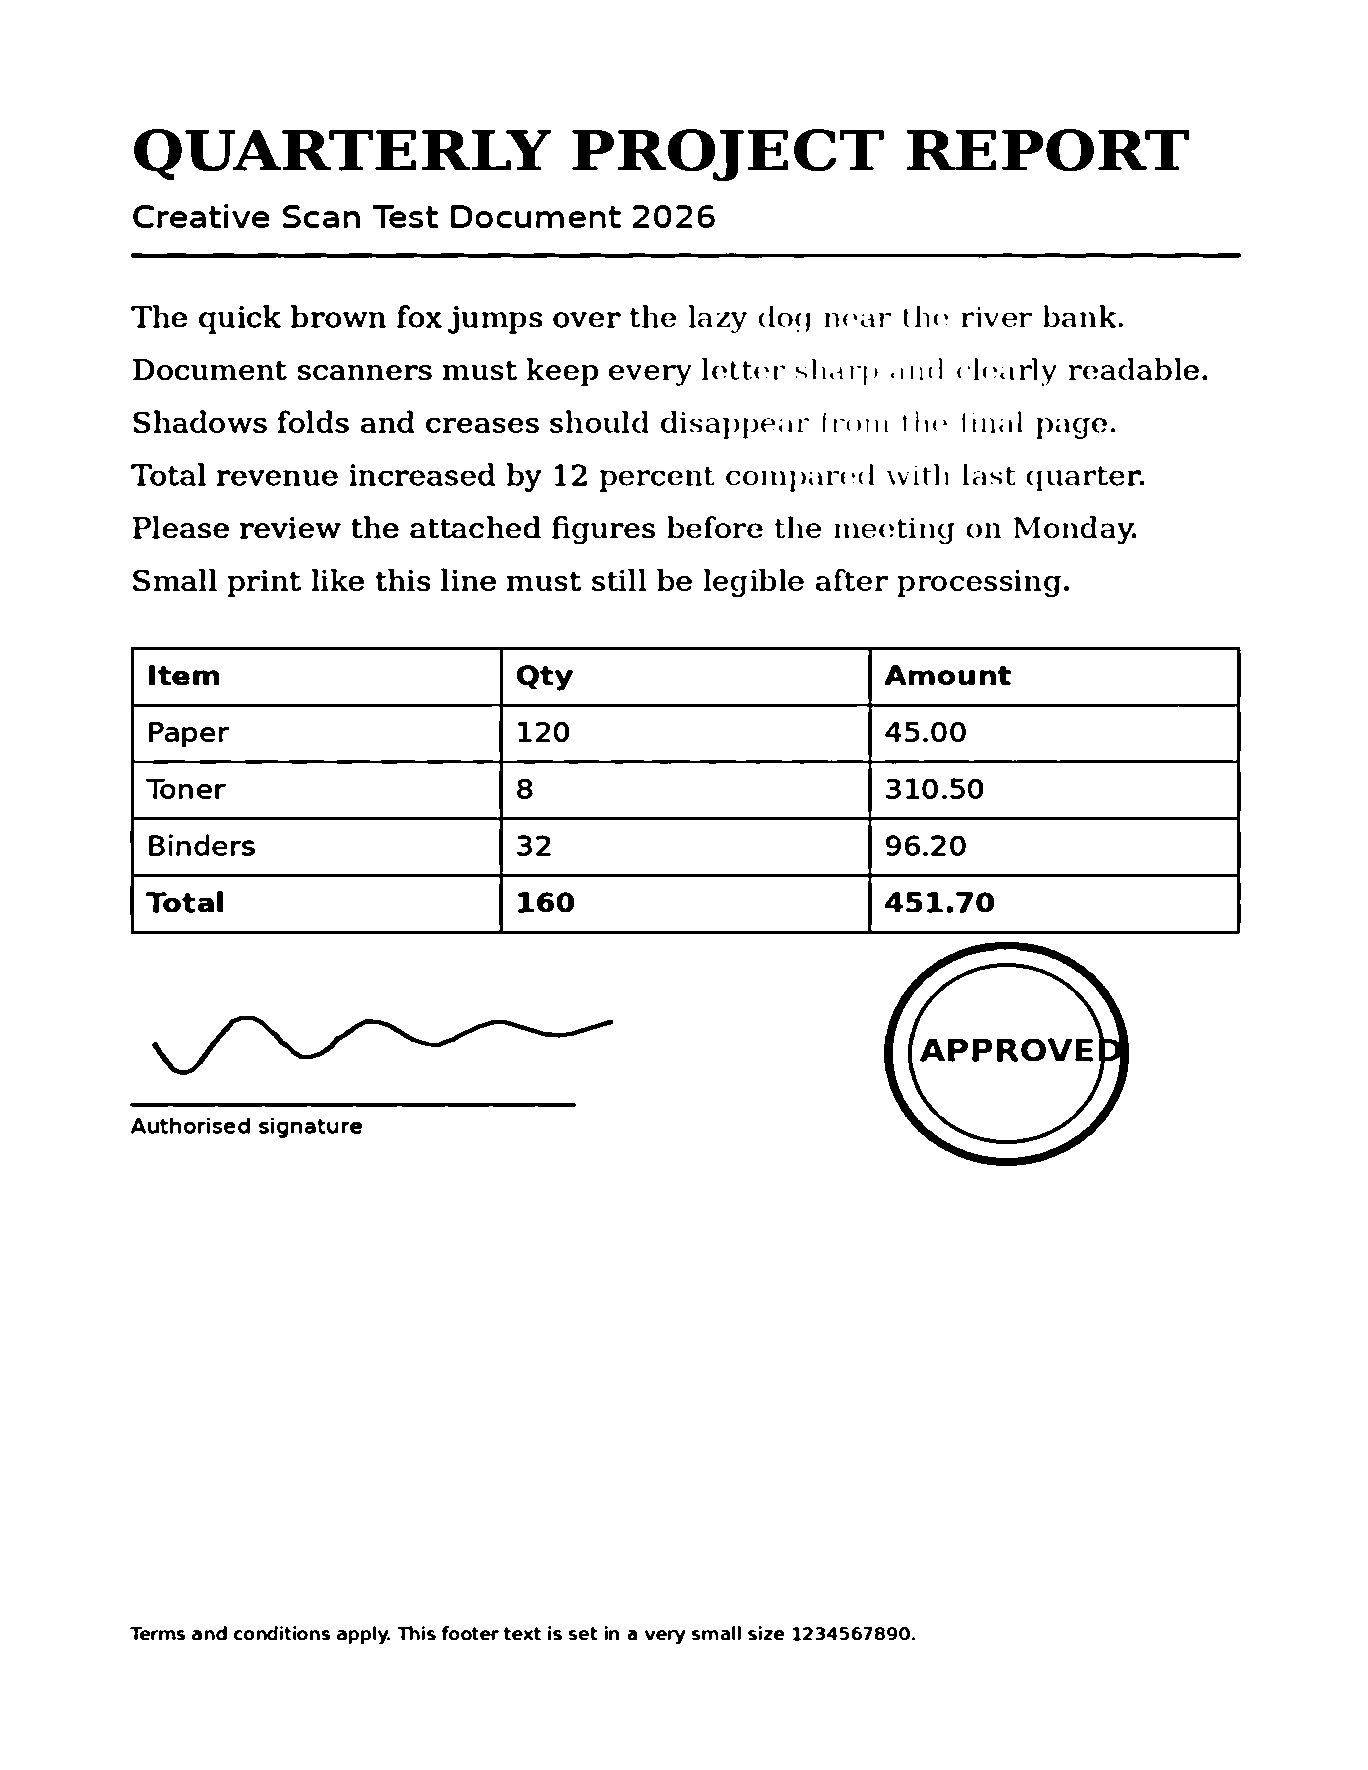 QUARTERLY PROJECT REPORT
Creative Scan Test Document 2026
The quick brown fox jumps over the lazy dog near the river bank.
Document scanners must keep every letter sharp and clearly readable.
Shadows folds and creases should disappear from the final page.
Total revenue increased by 12 percent compared with last quarter.
Please review the attached figures before the meeting on Monday.
Small print like this line must still be legible after processing.
Item Qty Amount
Paper 120 45.00
Toner 8 310.50
Binders 32 96.20
Total 160 451.70
APPROVED
Authorised signature
Terms and conditions apply. This footer text is set in a very small size 1234567890.